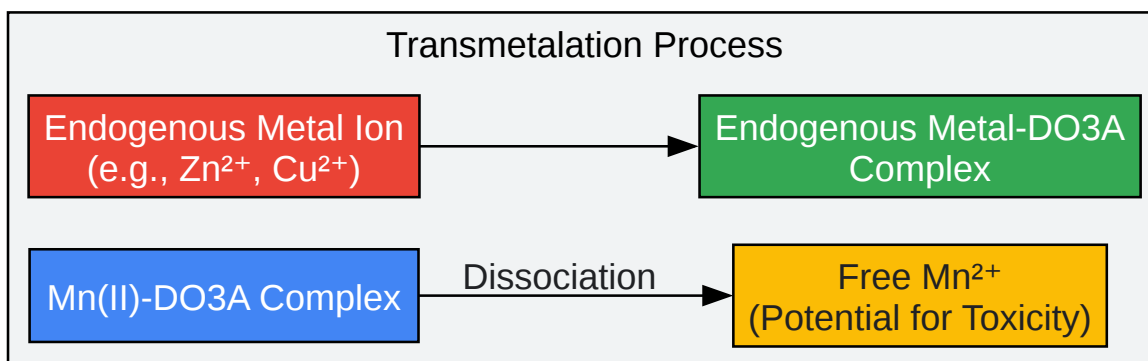 Transmetalation Process
Endogenous Metal Ion
(e.g., Zn²⁺, Cu²⁺)
Endogenous Metal-DO3A
Complex
Mn(II)-DO3A Complex
Dissociation
Free Mn²⁺
(Potential for Toxicity)